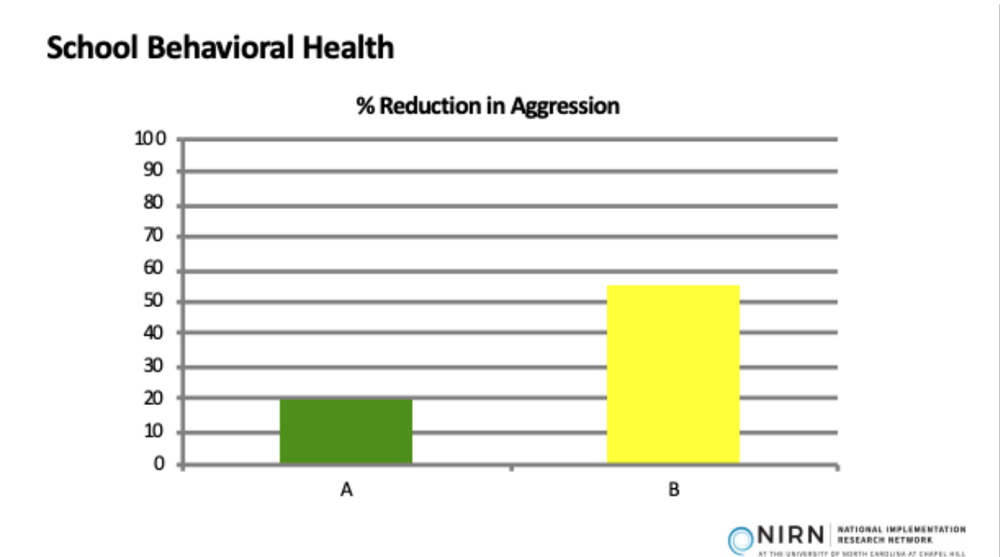 School Behavioral Health
% Reduction in Aggression
100
90
80
70
60
50
40
30
20
10
0
A
B
NIRN
NATIONAL IMPLEMENTATION
RESEARCH NETWORK
AT THE UNIVERSITY OF NORTH CAROLINA AT CHAPEL HILL